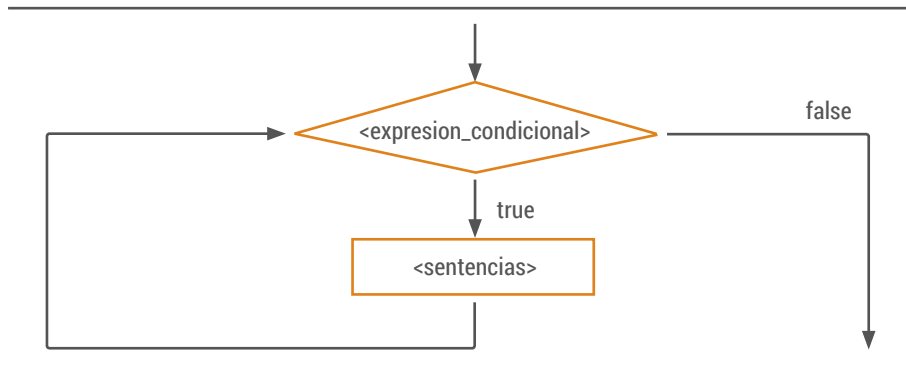 <expresion_condicional>
false
true
<sentencias>